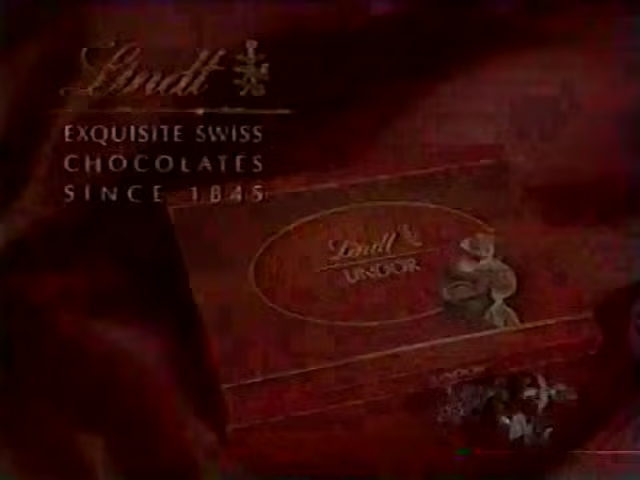 Lindt
EXQUISITE SWISS
CHOCOLATES
SINCE 1845
Lindt
LINDOR